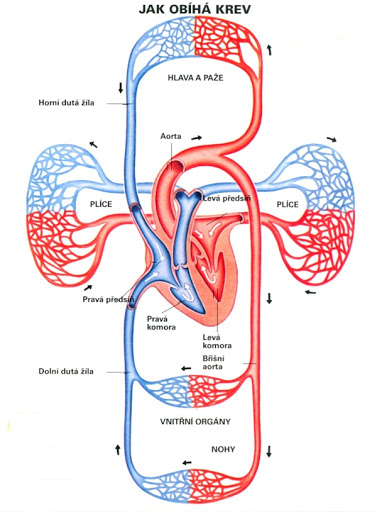 JAK OBÍHÁ KREV
HLAVA A PAŽE
Horní dutá žíla
Aorta
PLÍCE
Levá předsíň
PLÍCE
Pravá předsíň
Pravá
komora
Levá
komora
Břišní
aorta
Dolní dutá žíla
VNITŘNÍ ORGÁNY
NOHY